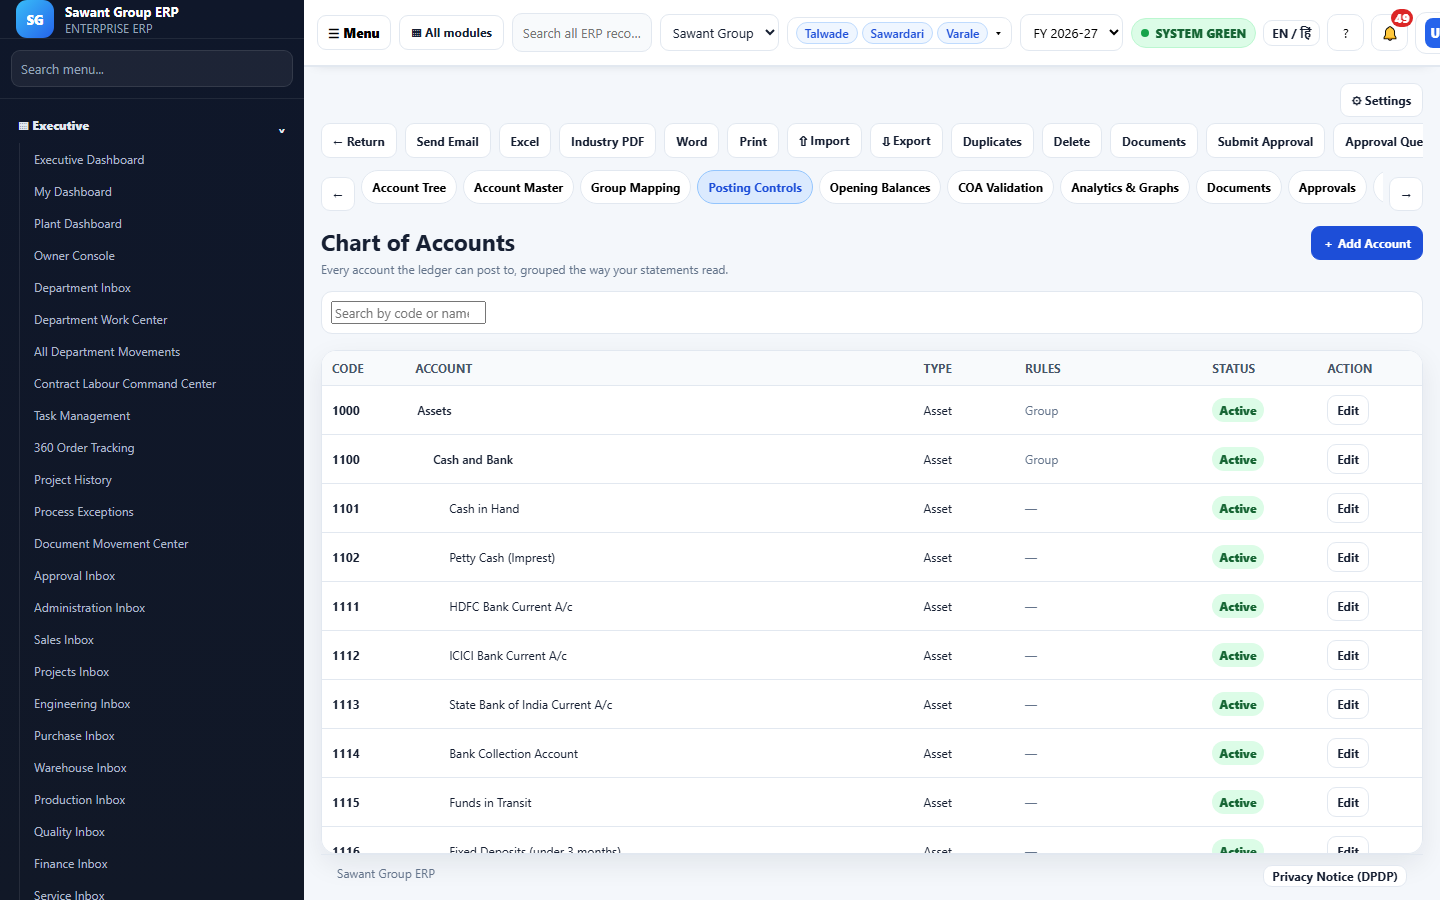 SG
Sawant Group ERP
ENTERPRISE ERP
Search menu...
Executive
Executive Dashboard
My Dashboard
Plant Dashboard
Owner Console
Department Inbox
Department Work Center
All Department Movements
Contract Labour Command Center
Task Management
360 Order Tracking
Project History
Process Exceptions
Document Movement Center
Approval Inbox
Administration Inbox
Sales Inbox
Projects Inbox
Engineering Inbox
Purchase Inbox
Warehouse Inbox
Production Inbox
Quality Inbox
Finance Inbox
Service Inbox
☰ Menu All modules Search all ERP reco... Sawant Group Talwade Sawardari Varale FY 2026-27 SYSTEM GREEN EN / हिं ? 49 U
Settings
← Return Send Email Excel Industry PDF Word Print ⇧ Import ⇩ Export Duplicates Delete Documents Submit Approval Approval Que
← Account Tree Account Master Group Mapping Posting Controls Opening Balances COA Validation Analytics & Graphs Documents Approvals →
Chart of Accounts
+ Add Account
Every account the ledger can post to, grouped the way your statements read.
Search by code or name
CODE ACCOUNT TYPE RULES STATUS ACTION
1000 Assets Asset Group Active Edit
1100 Cash and Bank Asset Group Active Edit
1101 Cash in Hand Asset — Active Edit
1102 Petty Cash (Imprest) Asset — Active Edit
1111 HDFC Bank Current A/c Asset — Active Edit
1112 ICICI Bank Current A/c Asset — Active Edit
1113 State Bank of India Current A/c Asset — Active Edit
1114 Bank Collection Account Asset — Active Edit
1115 Funds in Transit Asset — Active Edit
1116 Fixed Deposits (under 3 months) Asset — Active Edit
Sawant Group ERP
Privacy Notice (DPDP)